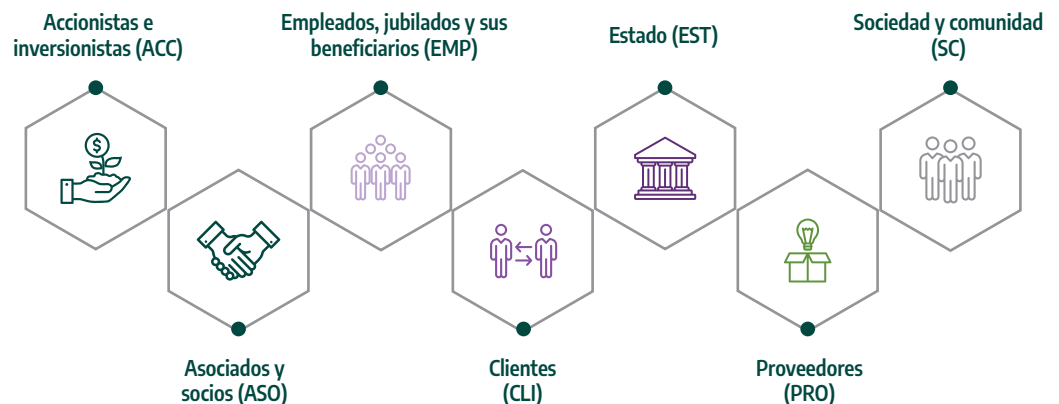 Accionistas e
inversionistas (ACC)
Empleados, jubilados y sus
beneficiarios (EMP)
Estado (EST)
Sociedad y comunidad
(SC)
$
Asociados y
socios (ASO)
Clientes
(CLI)
Proveedores
(PRO)